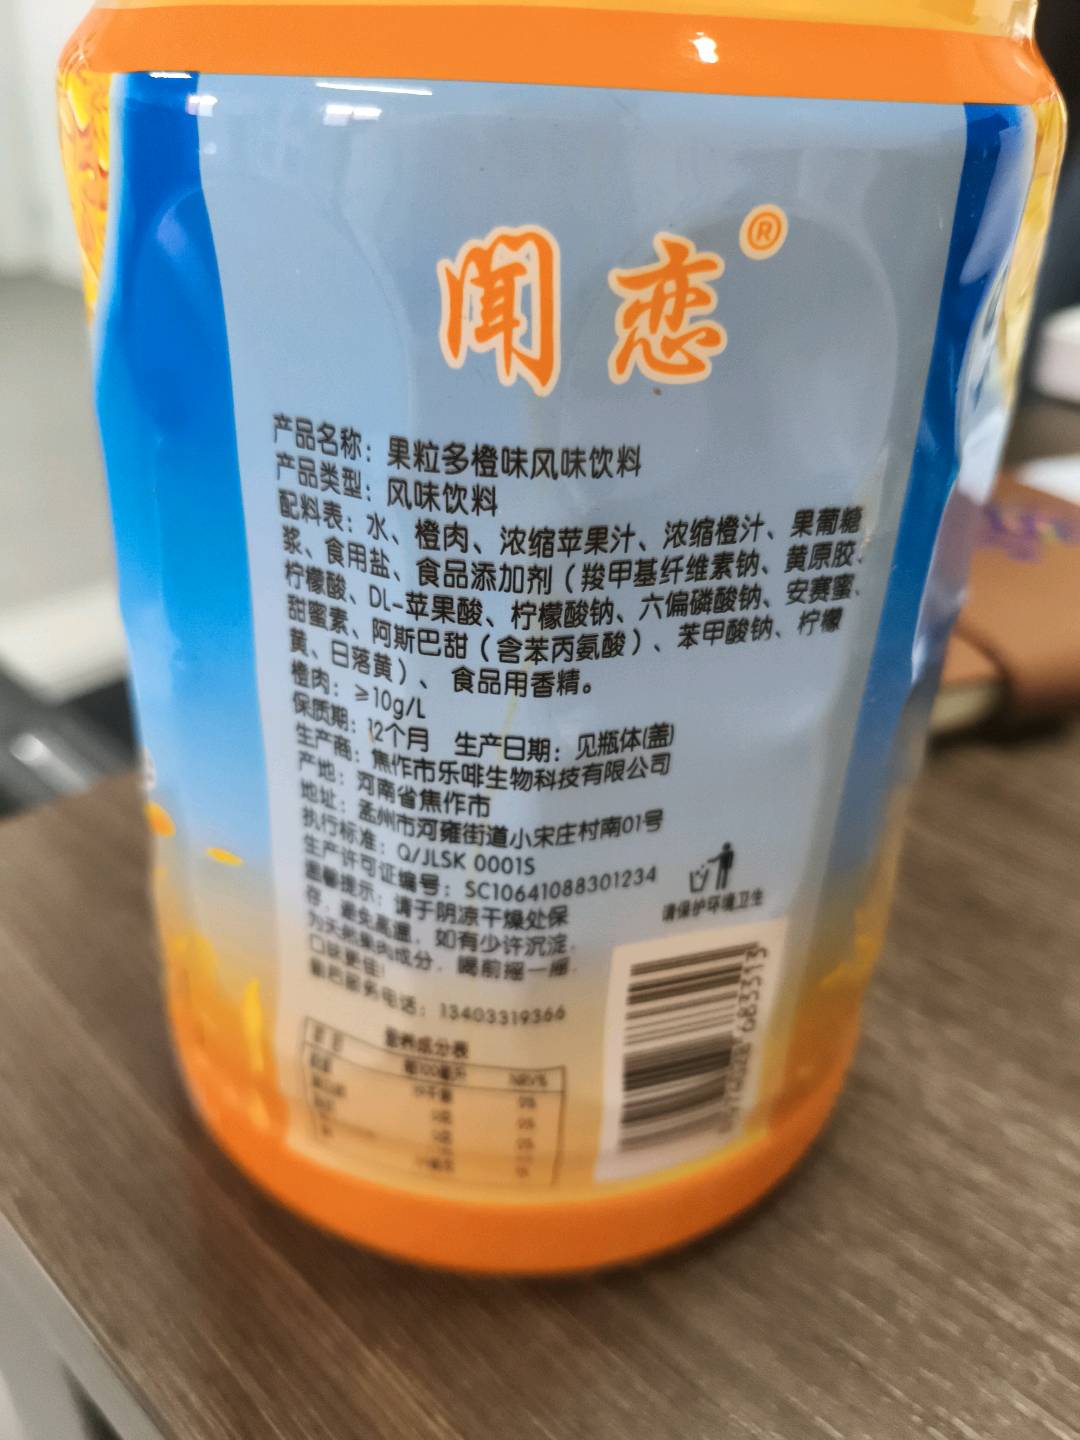 闻恋®
产品名称：果粒多橙味风味饮料
产品类型：风味饮料
配料表：水、橙肉、浓缩苹果汁、浓缩橙汁、果葡糖
浆、食用盐、食品添加剂（羧甲基纤维素钠、黄原胶、
柠檬酸、DL-苹果酸、柠檬酸钠、六偏磷酸钠、安赛蜜、
甜蜜素、阿斯巴甜（含苯丙氨酸）、苯甲酸钠、柠檬
黄、日落黄）、食品用香精。
橙肉：≥10g/L
保质期：12个月 生产日期：见瓶体(盖)
生产商：焦作市乐啡生物科技有限公司
产地：河南省焦作市
地址：孟州市河雍街道小宋庄村南01号
执行标准：Q/JLSK 0001S
生产许可证编号：SC10641088301234
温馨提示：请于阴凉干燥处保
存，避免高温，如有少许沉淀，
为天然果肉成分，喝前摇一摇，
口味更佳！
售后服务电话：13403319366
请保护环境卫生
营养成分表
NRV%